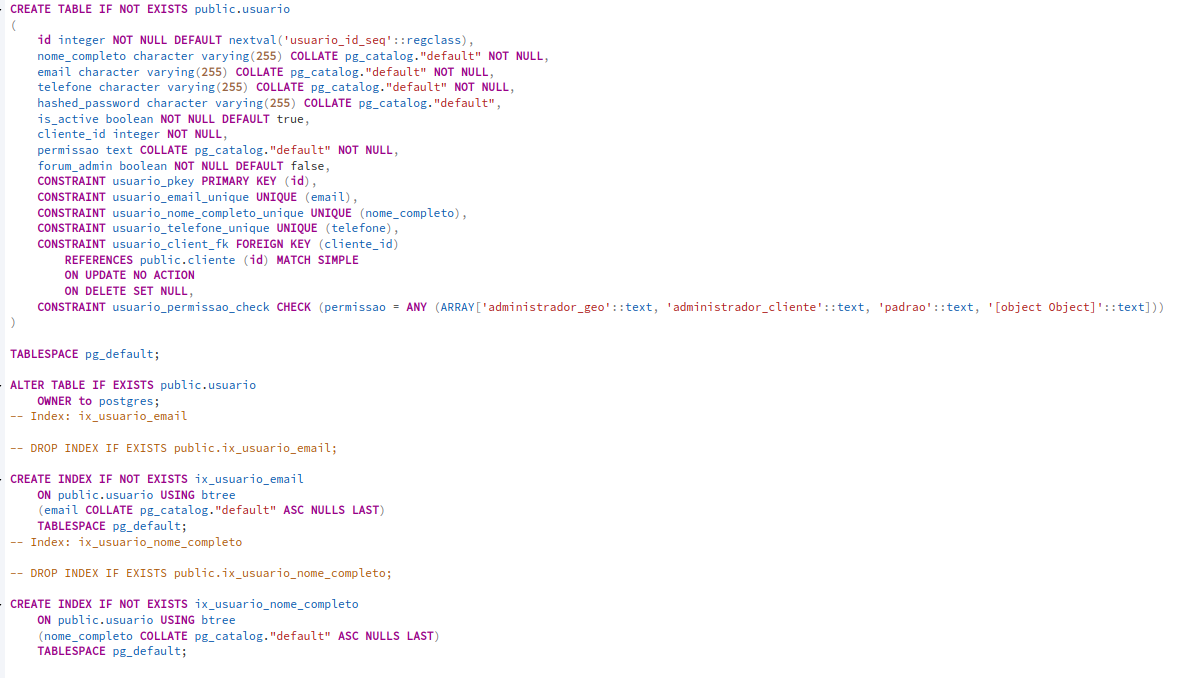 CREATE TABLE IF NOT EXISTS public.usuario
(
    id integer NOT NULL DEFAULT nextval('usuario_id_seq'::regclass),
    nome_completo character varying(255) COLLATE pg_catalog."default" NOT NULL,
    email character varying(255) COLLATE pg_catalog."default" NOT NULL,
    telefone character varying(255) COLLATE pg_catalog."default" NOT NULL,
    hashed_password character varying(255) COLLATE pg_catalog."default",
    is_active boolean NOT NULL DEFAULT true,
    cliente_id integer NOT NULL,
    permissao text COLLATE pg_catalog."default" NOT NULL,
    forum_admin boolean NOT NULL DEFAULT false,
    CONSTRAINT usuario_pkey PRIMARY KEY (id),
    CONSTRAINT usuario_email_unique UNIQUE (email),
    CONSTRAINT usuario_nome_completo_unique UNIQUE (nome_completo),
    CONSTRAINT usuario_telefone_unique UNIQUE (telefone),
    CONSTRAINT usuario_client_fk FOREIGN KEY (cliente_id)
        REFERENCES public.cliente (id) MATCH SIMPLE
        ON UPDATE NO ACTION
        ON DELETE SET NULL,
    CONSTRAINT usuario_permissao_check CHECK (permissao = ANY (ARRAY['administrador_geo'::text, 'administrador_cliente'::text, 'padrao'::text, '[object Object]'::text]))
)
TABLESPACE pg_default;
ALTER TABLE IF EXISTS public.usuario
    OWNER to postgres;
-- Index: ix_usuario_email
-- DROP INDEX IF EXISTS public.ix_usuario_email;
CREATE INDEX IF NOT EXISTS ix_usuario_email
    ON public.usuario USING btree
    (email COLLATE pg_catalog."default" ASC NULLS LAST)
    TABLESPACE pg_default;
-- Index: ix_usuario_nome_completo
-- DROP INDEX IF EXISTS public.ix_usuario_nome_completo;
CREATE INDEX IF NOT EXISTS ix_usuario_nome_completo
    ON public.usuario USING btree
    (nome_completo COLLATE pg_catalog."default" ASC NULLS LAST)
    TABLESPACE pg_default;